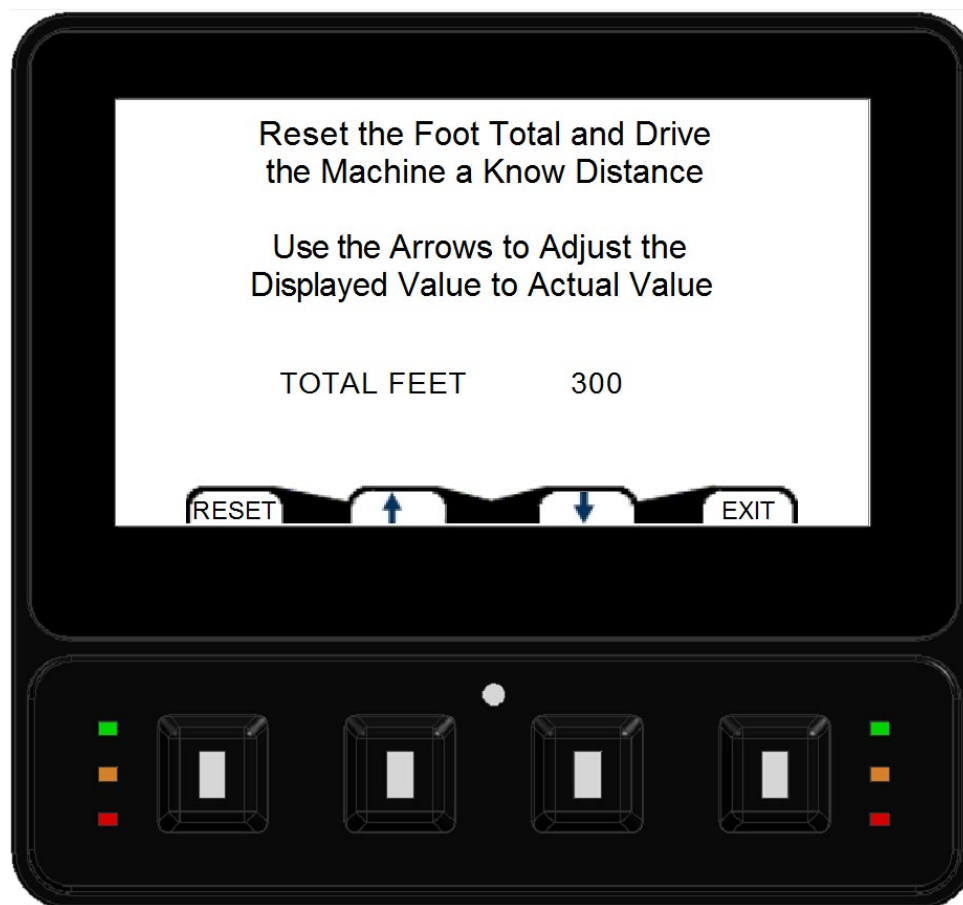 Reset the Foot Total and Drive
the Machine a Know Distance
Use the Arrows to Adjust the
Displayed Value to Actual Value
TOTAL FEET 300
RESET EXIT